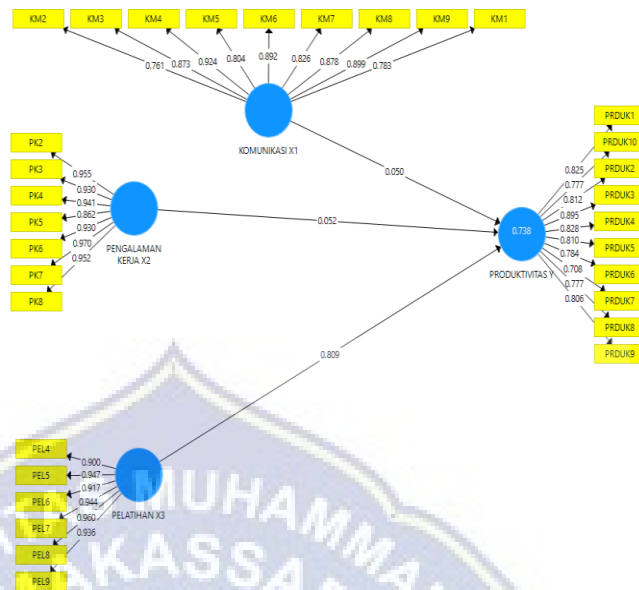 KM2 KM3 KM4 KM5 KM6 KM7 KM8 KM9 KM1
0.761 0.873 0.924 0.804 0.892 0.826 0.878 0.899 0.783
KOMUNIKASI X1
PK2
PK3
PK4
PK5
PK6
PK7
PK8
0.955
0.930
0.941
0.862
0.930
0.970
0.952
PENGALAMAN
KERJA X2
0.050
0.052
0.809
0.738
PRODUKTIVITAS Y
0.825
0.777
0.812
0.895
0.828
0.810
0.784
0.708
0.777
0.806
PRDUK1
PRDUK10
PRDUK2
PRDUK3
PRDUK4
PRDUK5
PRDUK6
PRDUK7
PRDUK8
PRDUK9
PEL4
PEL5
PEL6
PEL7
PEL8
PEL9
0.900
0.947
0.917
0.944
0.960
0.936
PELATIHAN X3
MUHAMM
AKASSA